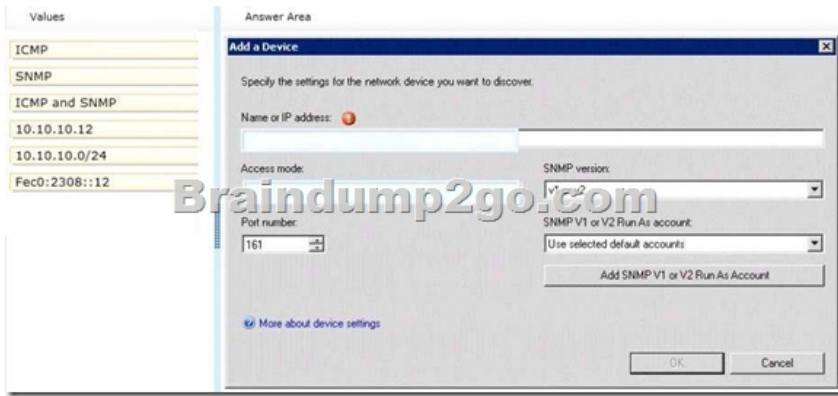 Values
Answer Area
ICMP
SNMP
ICMP and SNMP
10.10.10.12
10.10.10.0/24
Fec0:2308::12
Add a Device
Specify the settings for the network device you want to discover.
Name or IP address:
Access mode:
SNMP version:
Braindump2go.com
Port number:
161
SNMP V1 or V2 Run As account:
Use selected default accounts
Add SNMP V1 or V2 Run As Account
More about device settings
OK
Cancel